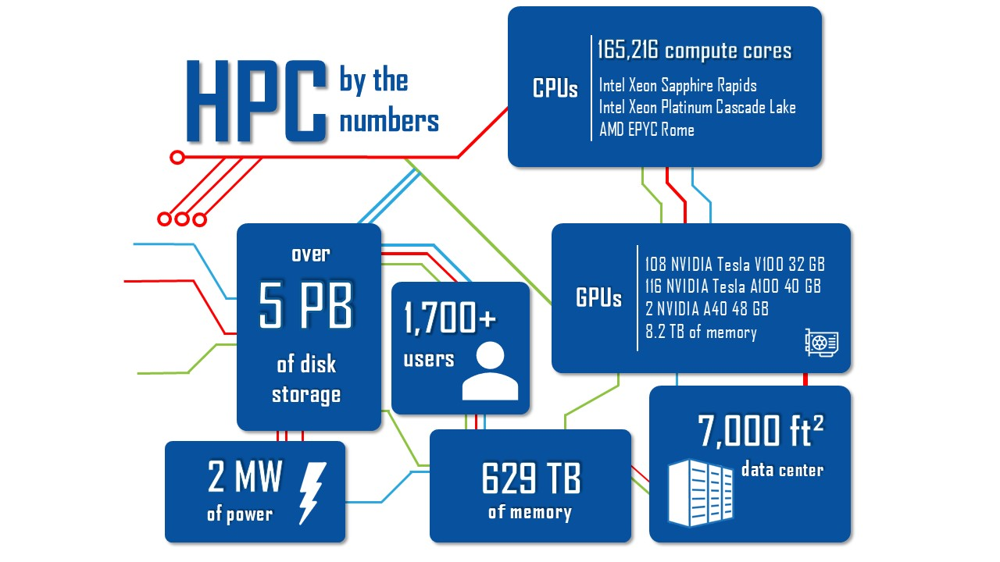 HPC by the
numbers
CPUs
165,216 compute cores
Intel Xeon Sapphire Rapids
Intel Xeon Platinum Cascade Lake
AMD EPYC Rome
over
5 PB
of disk
storage
1,700+
users
GPUs
108 NVIDIA Tesla V100 32 GB
116 NVIDIA Tesla A100 40 GB
2 NVIDIA A40 48 GB
8.2 TB of memory
2 MW
of power
629 TB
of memory
7,000 ft²
data center